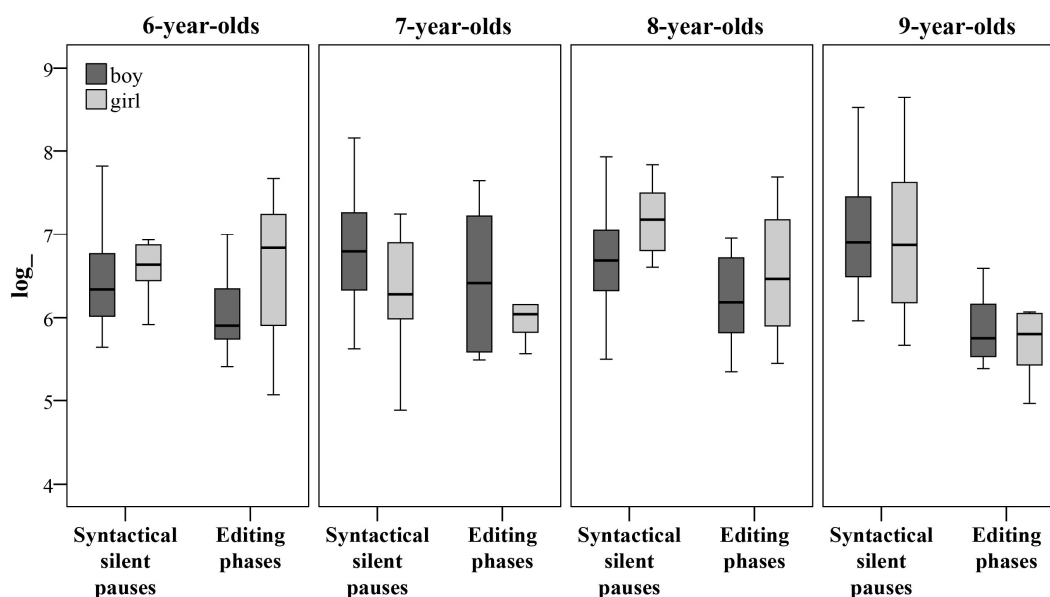 6-year-olds 7-year-olds 8-year-olds 9-year-olds
boy
girl
9
8
7
6
5
4
log_
Syntactical silent pauses
Editing phases
Syntactical silent pauses
Editing phases
Syntactical silent pauses
Editing phases
Syntactical silent pauses
Editing phases